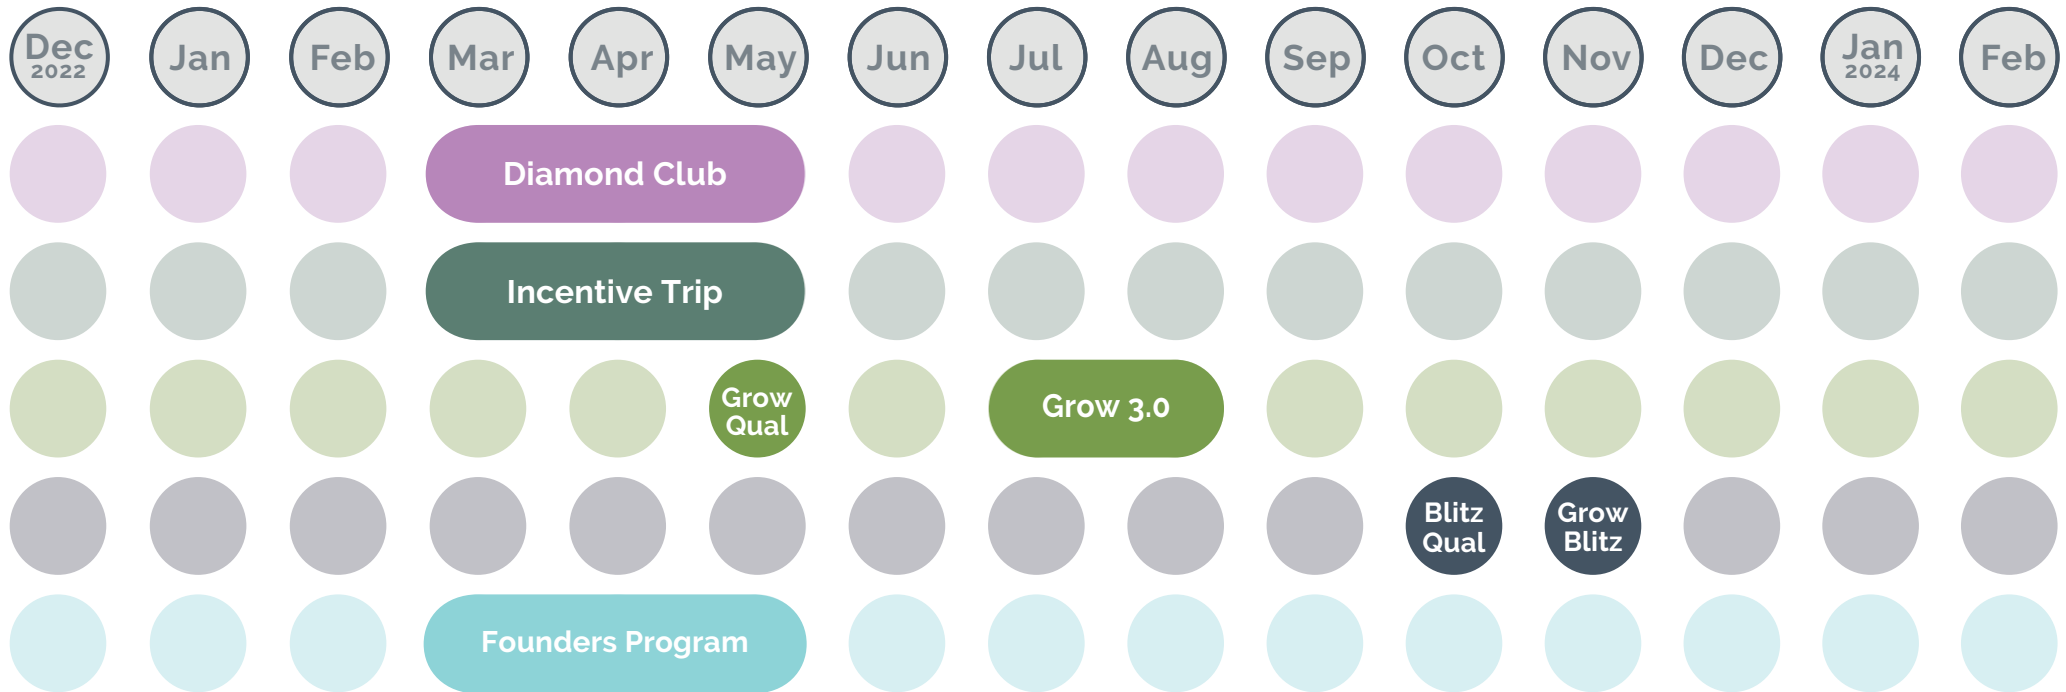 Dec
2022
Jan
Feb
Mar
Apr
May
Jun
Jul
Aug
Sep
Oct
Nov
Dec
Jan
2024
Feb
Diamond Club
Incentive Trip
Grow
Qual
Grow 3.0
Blitz
Qual
Grow
Blitz
Founders Program